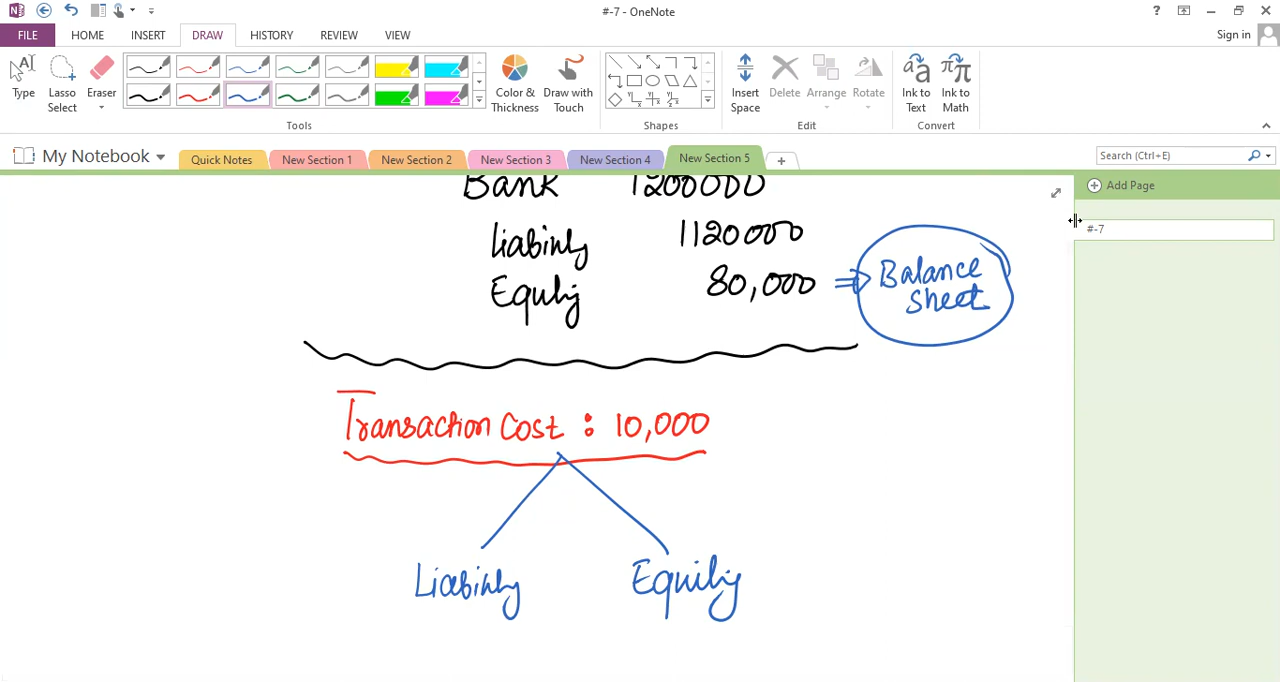 #-7 - OneNote
?
Sign in
FILE HOME INSERT DRAW HISTORY REVIEW VIEW
Type
Lasso Select
Eraser
Color & Thickness
Draw with Touch
Insert Space
Delete
Arrange
Rotate
Ink to Text
Ink to Math
Tools
Shapes
Edit
Convert
My Notebook
Quick Notes
New Section 1
New Section 2
New Section 3
New Section 4
New Section 5
Search (Ctrl+E)
Add Page
#-7
Bank 1200000
Liability 1120000
Equity 80,000 ⇒ Balance sheet
Transaction Cost : 10,000
Liability Equity